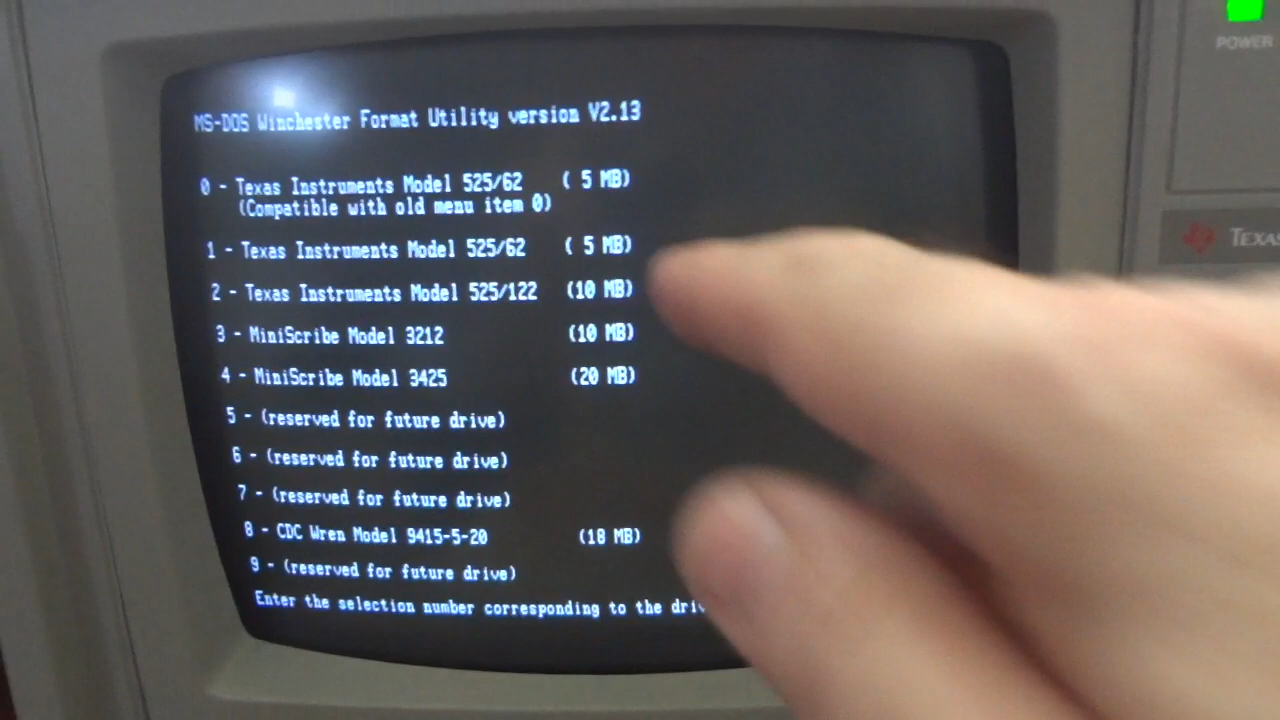 MS-DOS Winchester Format Utility version V2.13
0 - Texas Instruments Model 525/62 ( 5 MB)
(Compatible with old menu item 0)
1 - Texas Instruments Model 525/62 ( 5 MB)
2 - Texas Instruments Model 525/122 (10 MB)
3 - MiniScribe Model 3212 (10 MB)
4 - MiniScribe Model 3425 (20 MB)
5 - (reserved for future drive)
6 - (reserved for future drive)
7 - (reserved for future drive)
8 - CDC Wren Model 9415-5-20 (18 MB)
9 - (reserved for future drive)
Enter the selection number corresponding to the
POWER